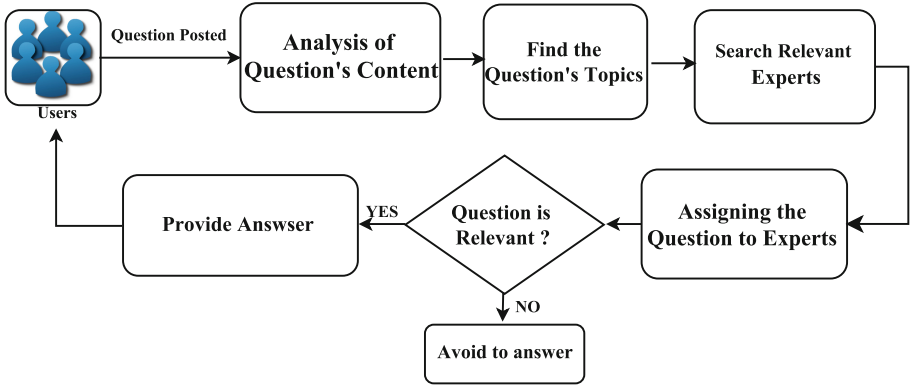 Question Posted
Users
Analysis of
Question's Content
Find the
Question's Topics
Search Relevant
Experts
Assigning the
Question to Experts
Question is
Relevant ?
YES
Provide Answser
NO
Avoid to answer